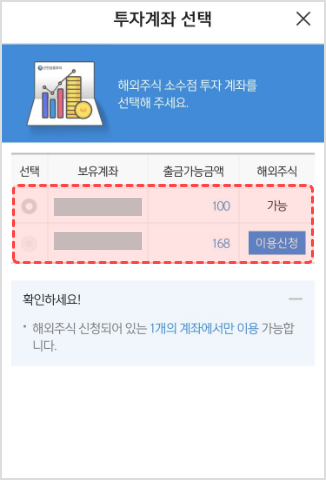 투자계좌 선택
해외주식 소수점 투자 계좌를
선택해 주세요.
선택 보유계좌 출금가능금액 해외주식
100 가능
168 이용신청
확인하세요!
· 해외주식 신청되어 있는 1개의 계좌에서만 이용 가능합
니다.